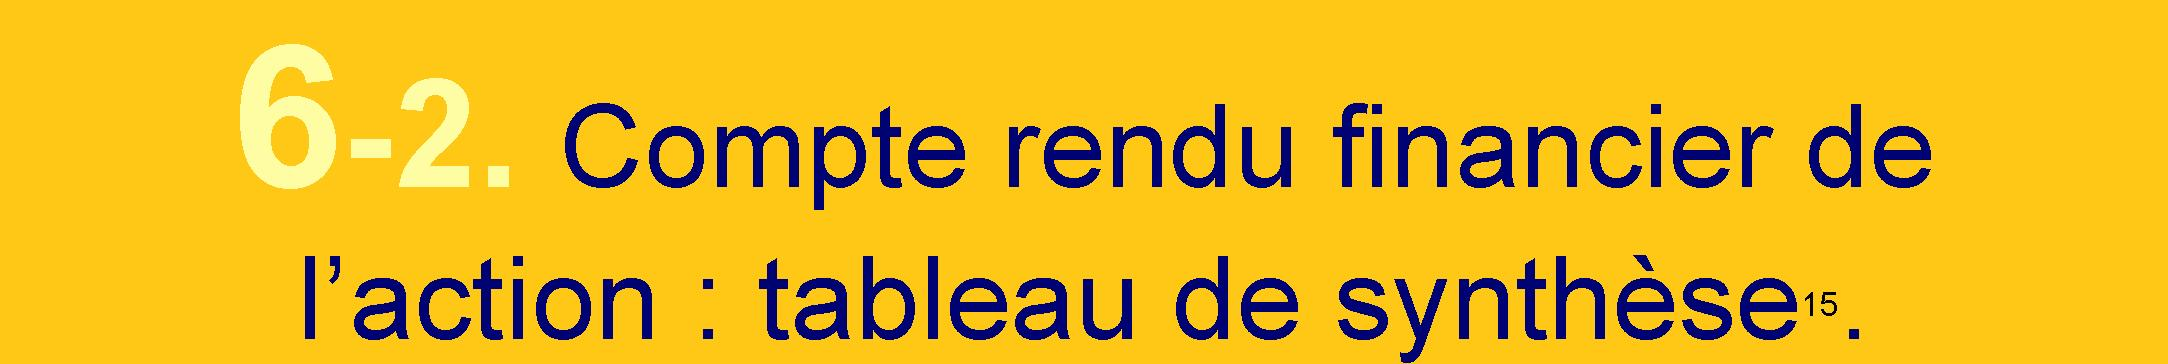 6-2. Compte rendu financier de
l’action : tableau de synthèse15.